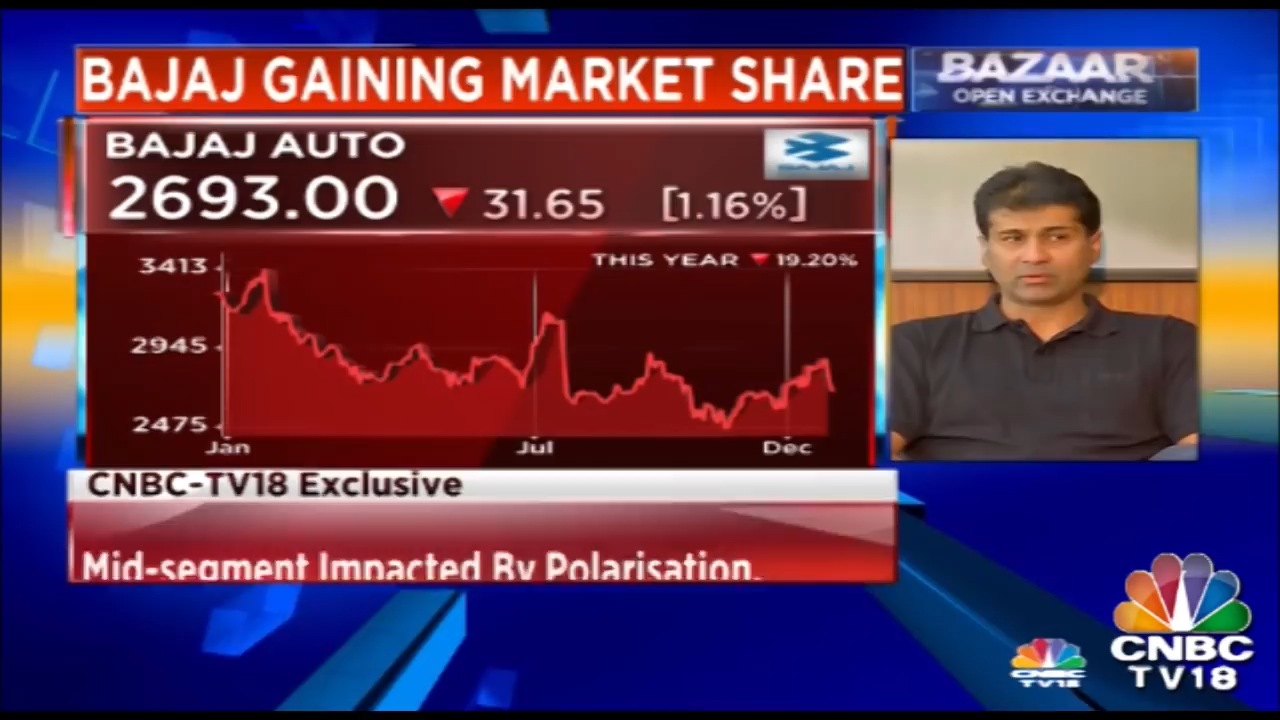 BAJAJ GAINING MARKET SHARE
BAZAAR
OPEN EXCHANGE
BAJAJ AUTO
BAJAJ
2693.00 ▼ 31.65 [1.16%]
THIS YEAR ▼ 19.20%
3413
2945
2475
Jan Jul Dec
CNBC-TV18 Exclusive
Mid-segment Impacted By Polarisation.
CNBC
TV18
CNBC
TV18